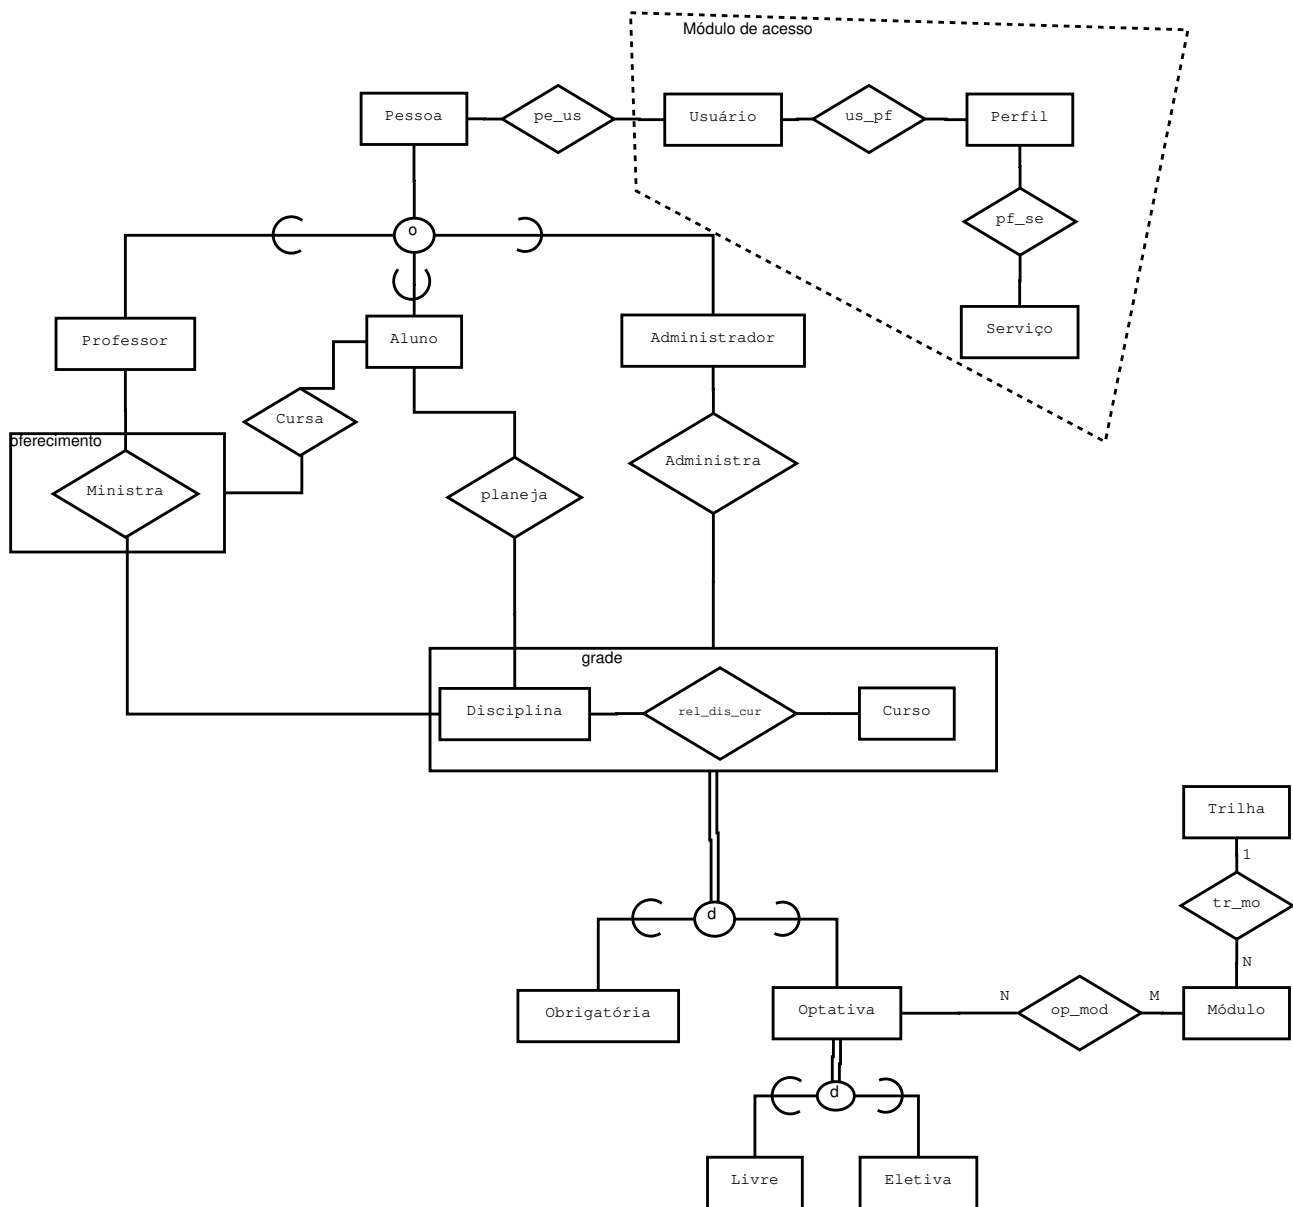 Módulo de acesso
Pessoa
pe_us
Usuário
us_pf
Perfil
pf_se
o
Professor
Aluno
Administrador
Serviço
Cursa
oferecimento
Ministra
planeja
Administra
grade
Disciplina
rel_dis_cur
Curso
Trilha
1
tr_mo
d
N
Obrigatória
Optativa
N
op_mod
M
Módulo
d
Livre
Eletiva